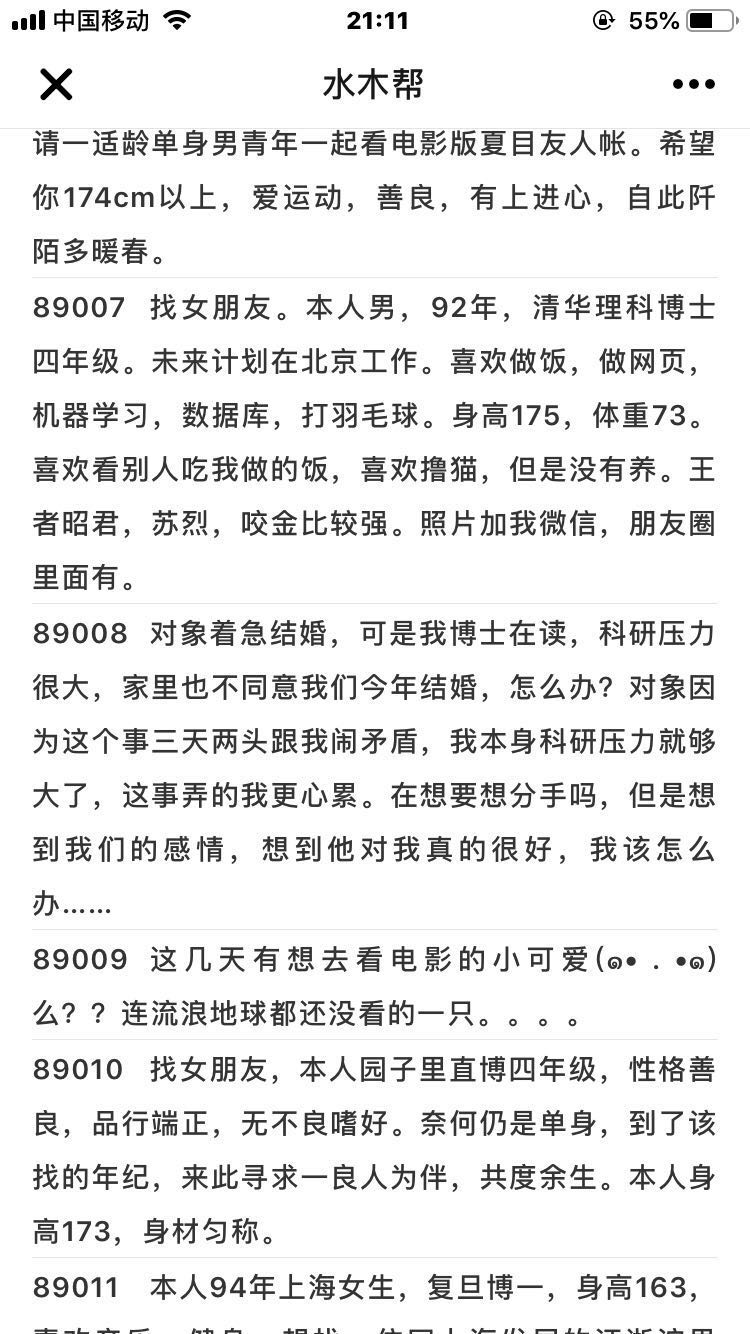 中国移动 21:11 55%
水木帮
请一适龄单身男青年一起看电影版夏目友人帐。希望
你174cm以上，爱运动，善良，有上进心，自此阡
陌多暖春。
89007 找女朋友。本人男，92年，清华理科博士
四年级。未来计划在北京工作。喜欢做饭，做网页，
机器学习，数据库，打羽毛球。身高175，体重73。
喜欢看别人吃我做的饭，喜欢撸猫，但是没有养。王
者昭君，苏烈，咬金比较强。照片加我微信，朋友圈
里面有。
89008 对象着急结婚，可是我博士在读，科研压力
很大，家里也不同意我们今年结婚，怎么办？对象因
为这个事三天两头跟我闹矛盾，我本身科研压力就够
大了，这事弄的我更心累。在想要想分手吗，但是想
到我们的感情，想到他对我真的很好，我该怎么
办……
89009 这几天有想去看电影的小可爱(๑• . •๑)
么？？连流浪地球都还没看的一只。。。。
89010 找女朋友，本人园子里直博四年级，性格善
良，品行端正，无不良嗜好。奈何仍是单身，到了该
找的年纪，来此寻求一良人为伴，共度余生。本人身
高173，身材匀称。
89011 本人94年上海女生，复旦博一，身高163，